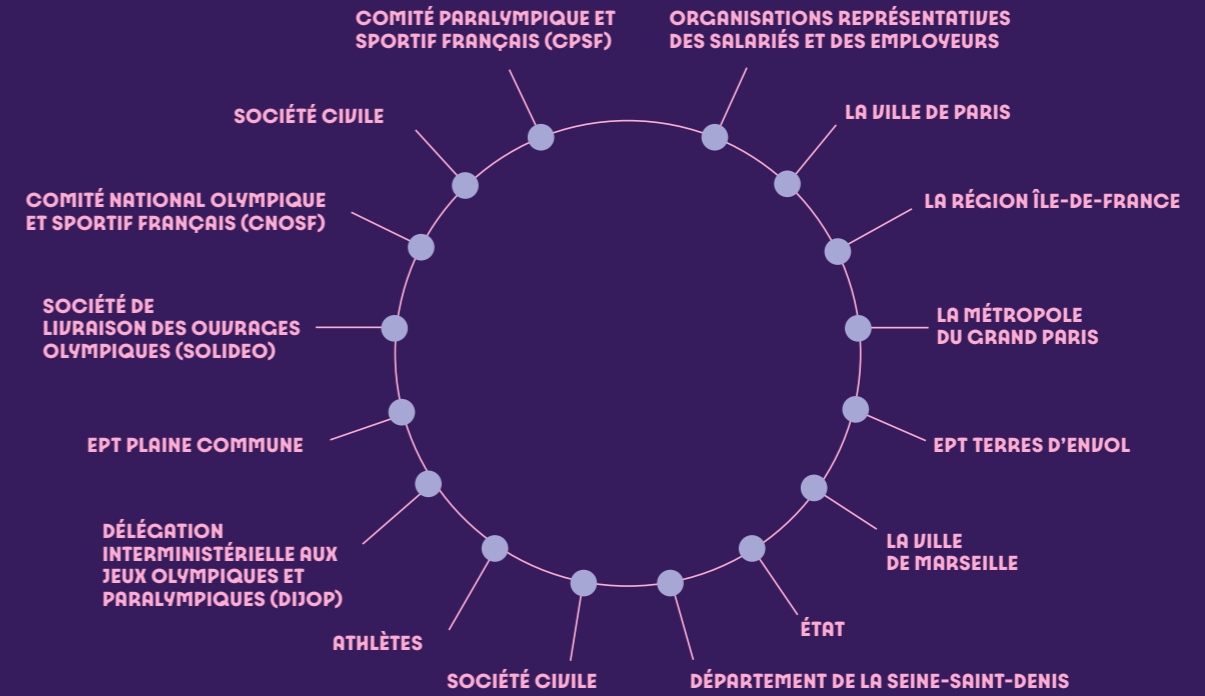 COMITÉ PARALYMPIQUE ET
SPORTIF FRANÇAIS (CPSF)
ORGANISATIONS REPRÉSENTATIVES
DES SALARIÉS ET DES EMPLOYEURS
LA VILLE DE PARIS
LA RÉGION ÎLE-DE-FRANCE
LA MÉTROPOLE
DU GRAND PARIS
EPT TERRES D'ENVOL
LA VILLE
DE MARSEILLE
ÉTAT
DÉPARTEMENT DE LA SEINE-SAINT-DENIS
SOCIÉTÉ CIVILE
ATHLÈTES
DÉLÉGATION
INTERMINISTÉRIELLE AUX
JEUX OLYMPIQUES ET
PARALYMPIQUES (DIJOP)
EPT PLAINE COMMUNE
SOCIÉTÉ DE
LIVRAISON DES OUVRAGES
OLYMPIQUES (SOLIDEO)
COMITÉ NATIONAL OLYMPIQUE
ET SPORTIF FRANÇAIS (CNOSF)
SOCIÉTÉ CIVILE